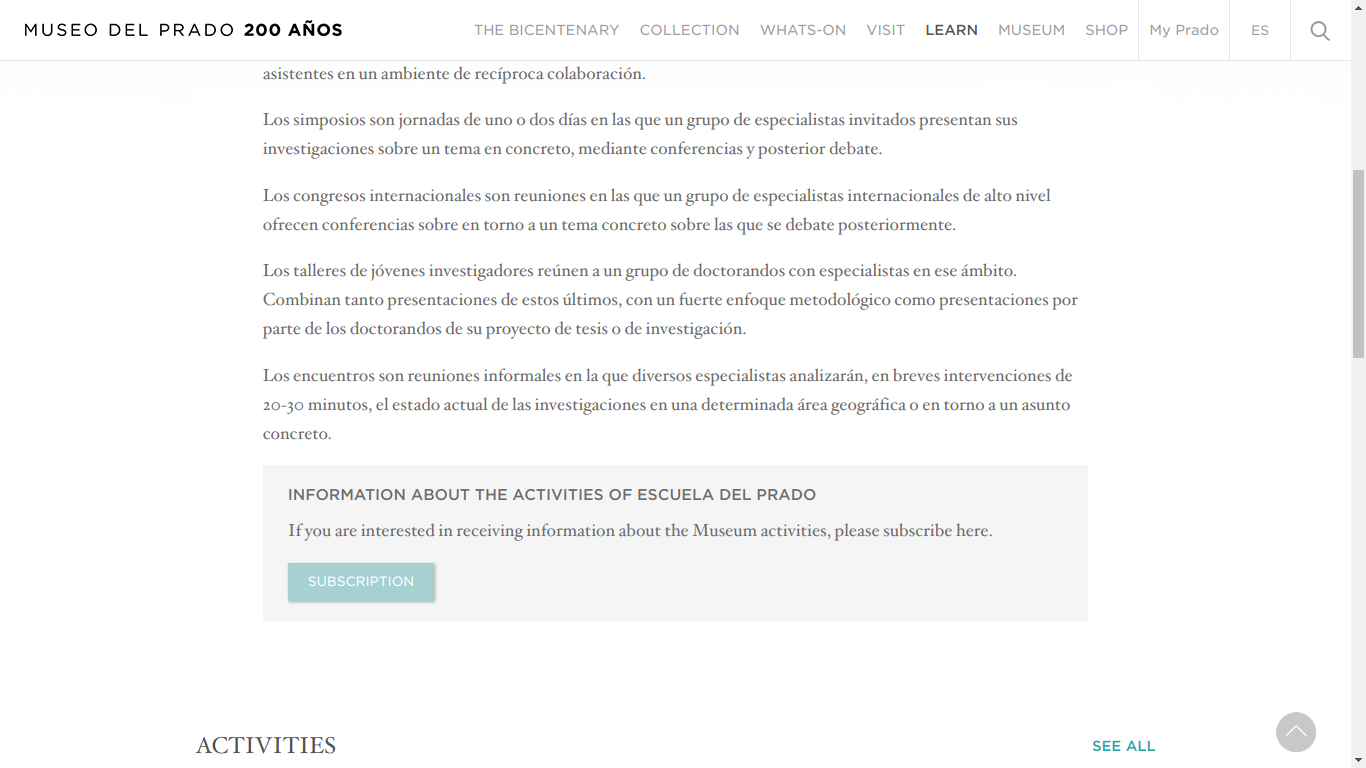 MUSEO DEL PRADO 200 AÑOS
THE BICENTENARY
COLLECTION
WHATS-ON
VISIT
LEARN
MUSEUM
SHOP
My Prado
ES
asistentes en un ambiente de recíproca colaboración.
Los simposios son jornadas de uno o dos días en las que un grupo de especialistas invitados presentan sus
investigaciones sobre un tema en concreto, mediante conferencias y posterior debate.
Los congresos internacionales son reuniones en las que un grupo de especialistas internacionales de alto nivel
ofrecen conferencias sobre en torno a un tema concreto sobre las que se debate posteriormente.
Los talleres de jóvenes investigadores reúnen a un grupo de doctorandos con especialistas en ese ámbito.
Combinan tanto presentaciones de estos últimos, con un fuerte enfoque metodológico como presentaciones por
parte de los doctorandos de su proyecto de tesis o de investigación.
Los encuentros son reuniones informales en la que diversos especialistas analizarán, en breves intervenciones de
20-30 minutos, el estado actual de las investigaciones en una determinada área geográfica o en torno a un asunto
concreto.
INFORMATION ABOUT THE ACTIVITIES OF ESCUELA DEL PRADO
If you are interested in receiving information about the Museum activities, please subscribe here.
SUBSCRIPTION
ACTIVITIES
SEE ALL